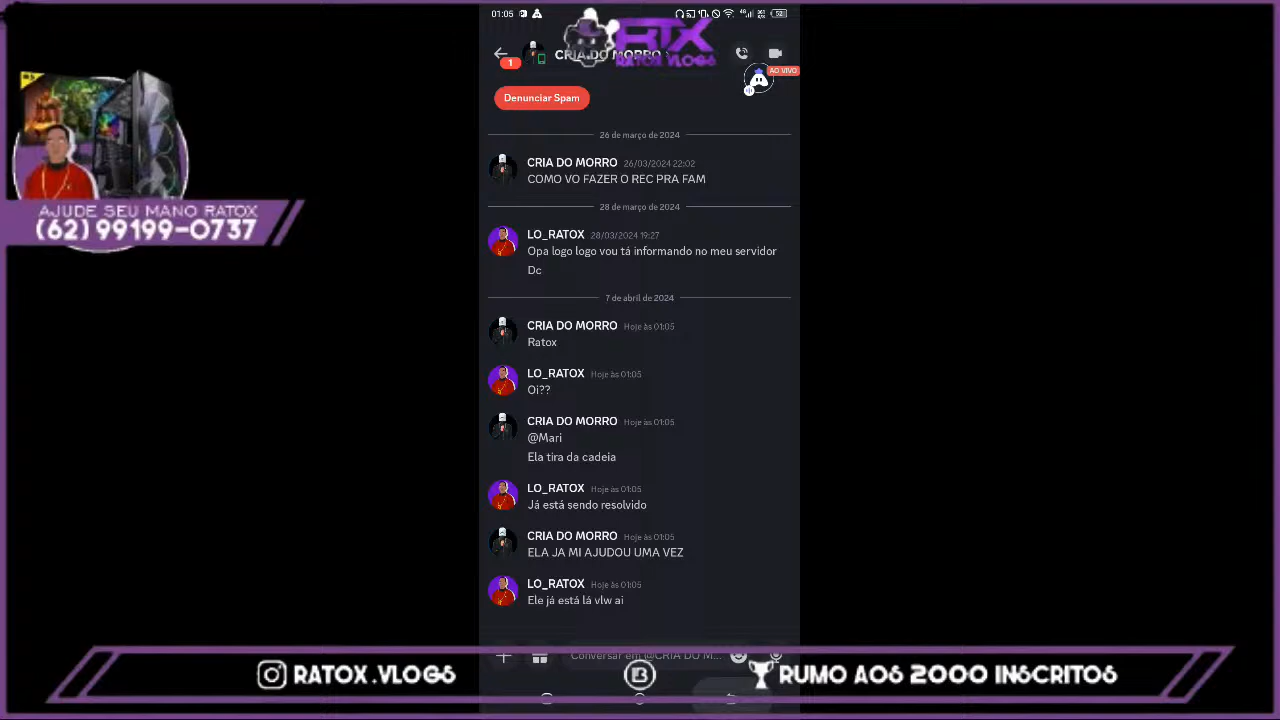 01:05
52
CRIA DO MORRO
RTX
RATOX VLOGS
1
AO VIVO
Denunciar Spam
26 de março de 2024
CRIA DO MORRO 26/03/2024 22:02
COMO VO FAZER O REC PRA FAM
28 de março de 2024
LO_RATOX 28/03/2024 19:27
Opa logo logo vou tá informando no meu servidor
Dc
7 de abril de 2024
CRIA DO MORRO Hoje às 01:05
Ratox
LO_RATOX Hoje às 01:05
Oi??
CRIA DO MORRO Hoje às 01:05
@Mari
Ela tira da cadeia
LO_RATOX Hoje às 01:05
Já está sendo resolvido
CRIA DO MORRO Hoje às 01:05
ELA JA MI AJUDOU UMA VEZ
LO_RATOX Hoje às 01:05
Ele já está lá vlw ai
Conversar em @CRIA DO M...
AJUDE SEU MANO RATOX
(62) 99199-0737
RATOX.VLOGS
B
RUMO AOS 2000 INSCRITOS